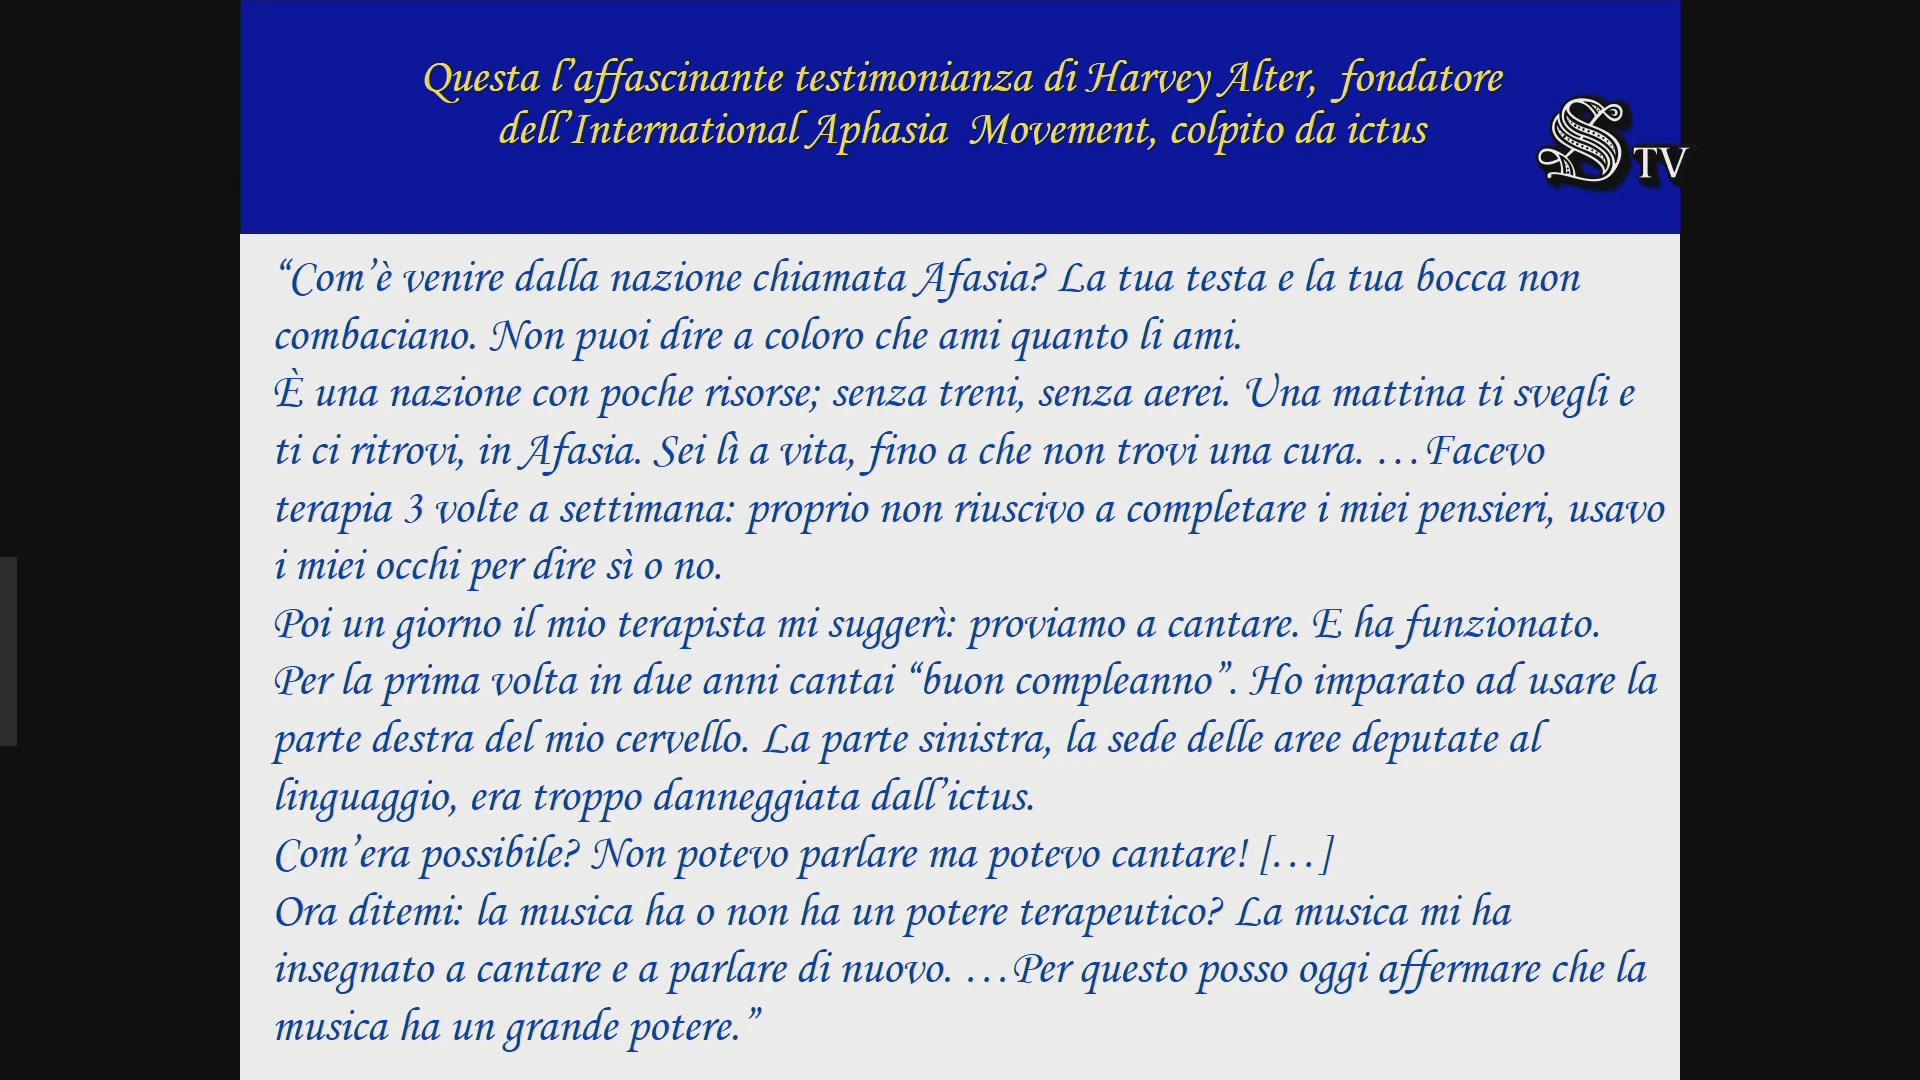 Questa l’affascinante testimonianza di Harvey Alter, fondatore
dell’International Aphasia Movement, colpito da ictus
S TV
“Com’è venire dalla nazione chiamata Afasia? La tua testa e la tua bocca non
combaciano. Non puoi dire a coloro che ami quanto li ami.
È una nazione con poche risorse; senza treni, senza aerei. Una mattina ti svegli e
ti ci ritrovi, in Afasia. Sei lì a vita, fino a che non trovi una cura. …Facevo
terapia 3 volte a settimana: proprio non riuscivo a completare i miei pensieri, usavo
i miei occhi per dire sì o no.
Poi un giorno il mio terapista mi suggerì: proviamo a cantare. E ha funzionato.
Per la prima volta in due anni cantai “buon compleanno”. Ho imparato ad usare la
parte destra del mio cervello. La parte sinistra, la sede delle aree deputate al
linguaggio, era troppo danneggiata dall’ictus.
Com’era possibile? Non potevo parlare ma potevo cantare! […]
Ora ditemi: la musica ha o non ha un potere terapeutico? La musica mi ha
insegnato a cantare e a parlare di nuovo. …Per questo posso oggi affermare che la
musica ha un grande potere.”